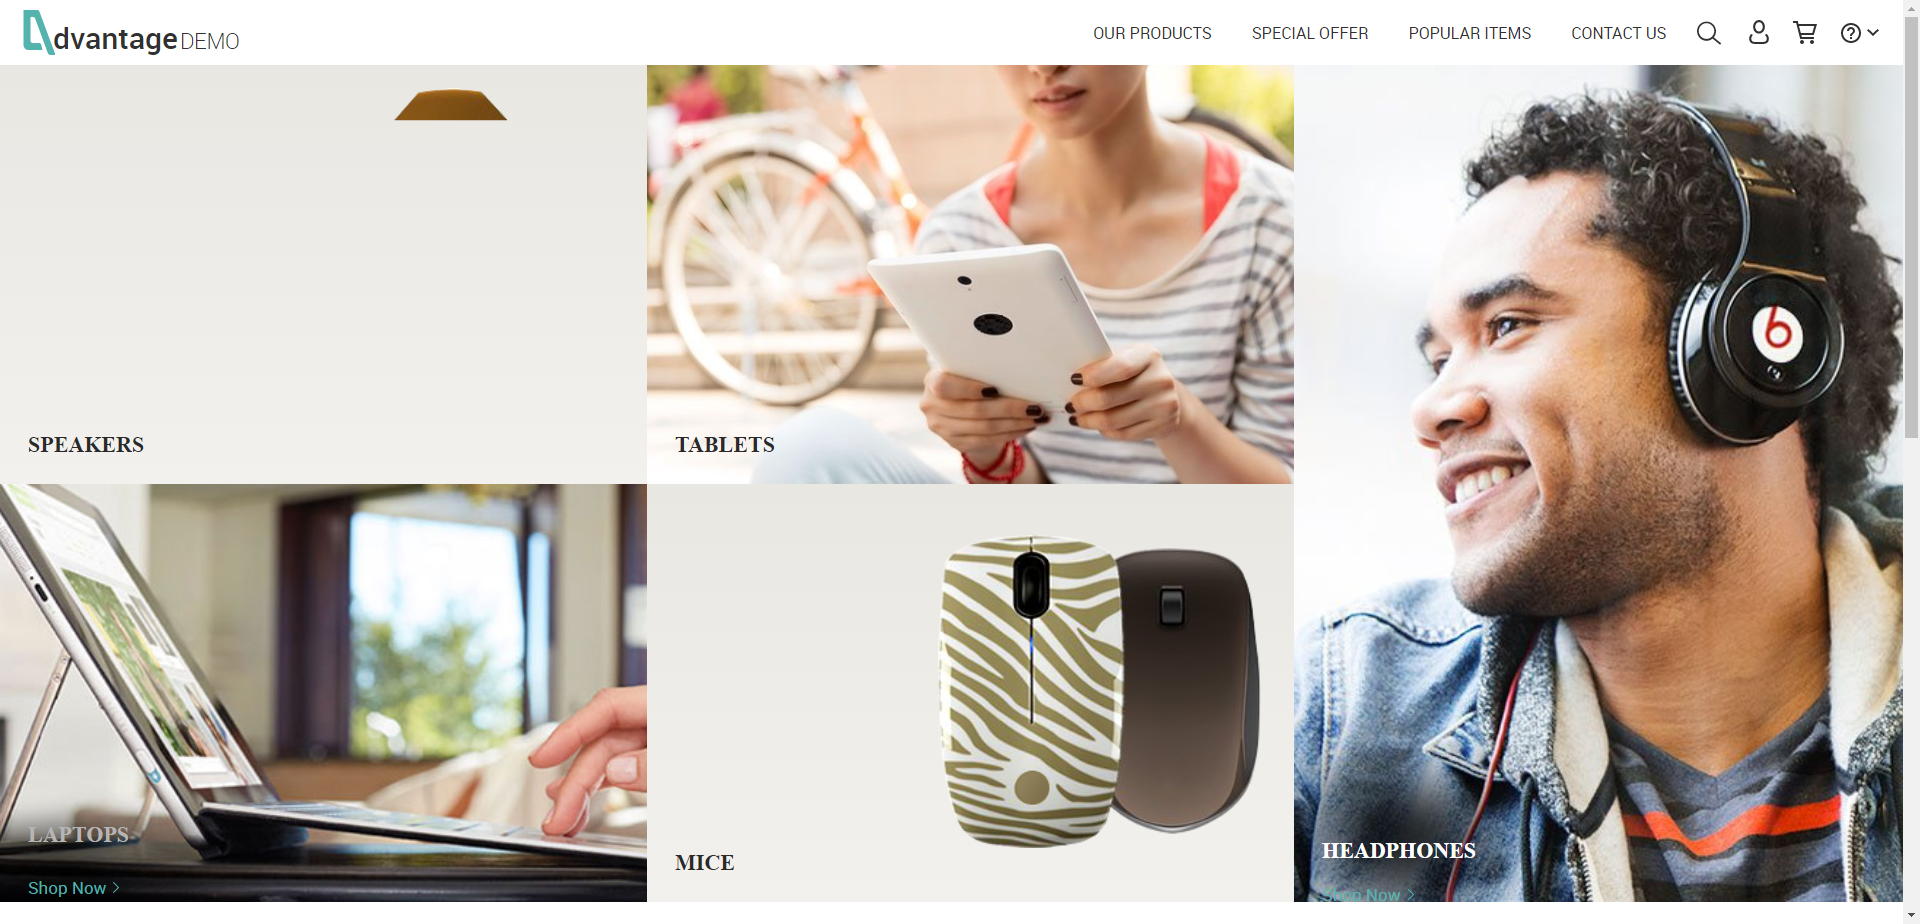 dvantage DEMO
OUR PRODUCTS
SPECIAL OFFER
POPULAR ITEMS
CONTACT US
SPEAKERS
TABLETS
LAPTOPS
Shop Now
MICE
HEADPHONES
Shop Now